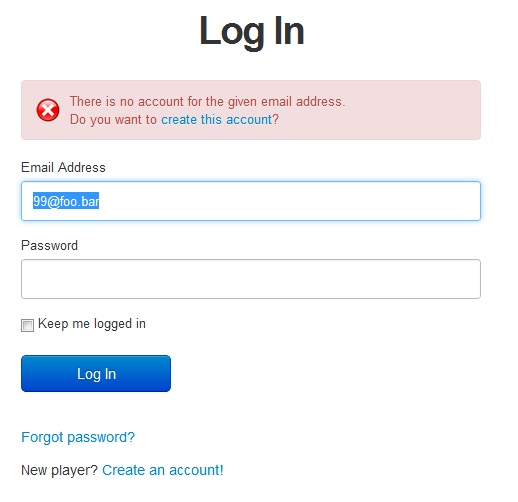 Log In
There is no account for the given email address.
Do you want to create this account?
Email Address
99@foo.bar
Password
Keep me logged in
Log In
Forgot password?
New player? Create an account!